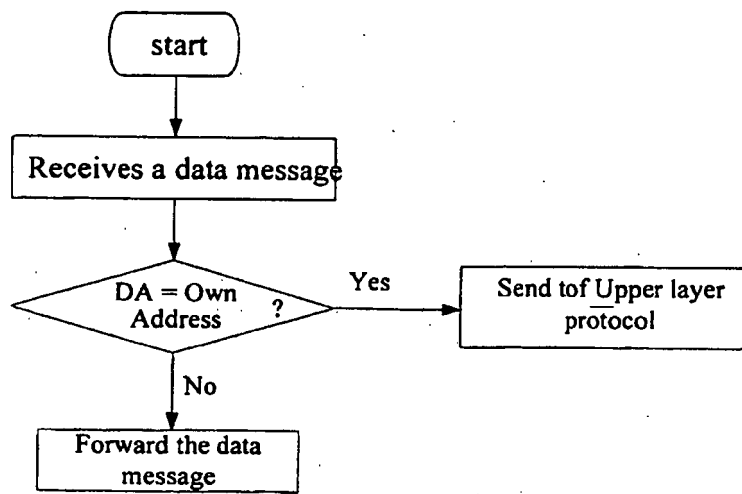 start
Receives a data message
DA = Own
Address ?
Yes
Send tof Upper layer
protocol
No
Forward the data
message